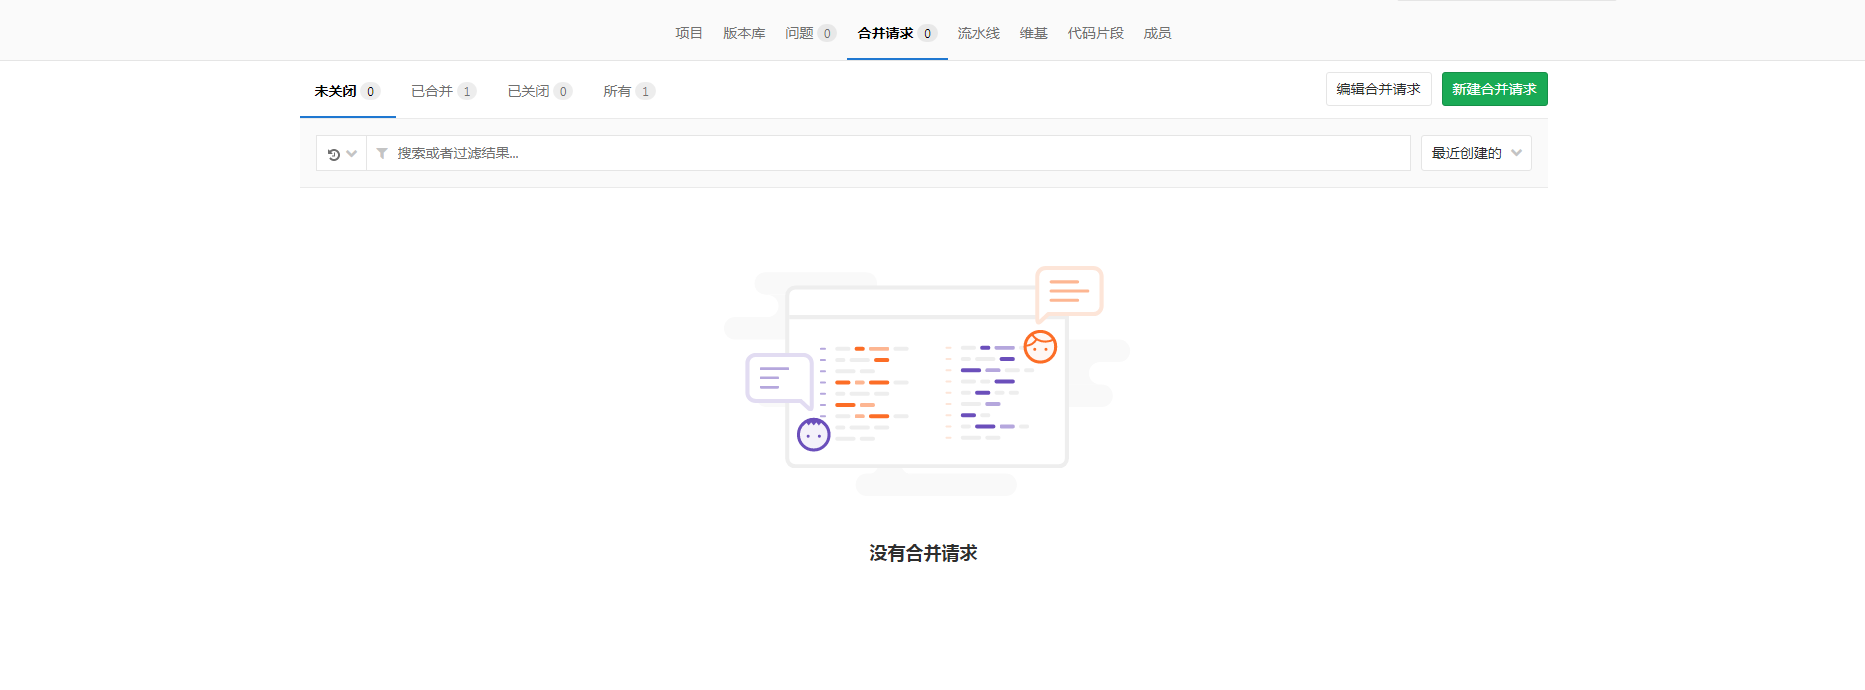 项目 版本库 问题 0 合并请求 0 流水线 维基 代码片段 成员
未关闭 0 已合并 1 已关闭 0 所有 1 编辑合并请求 新建合并请求
搜索或者过滤结果... 最近创建的
没有合并请求